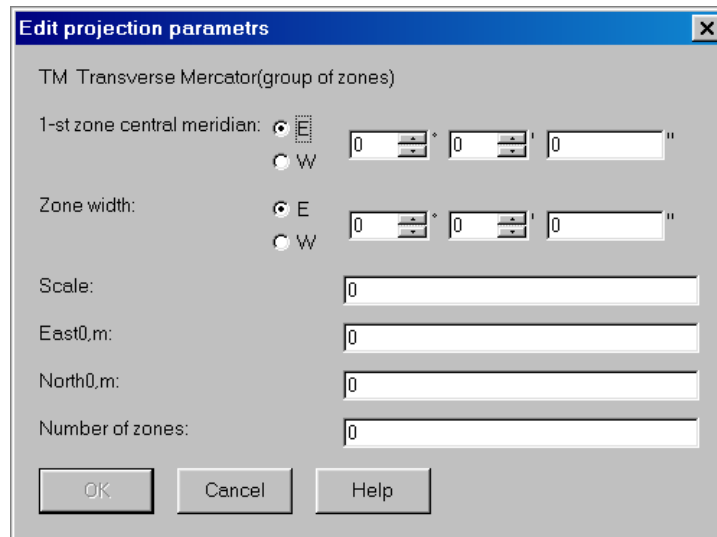 Edit projection parametrs
TM Transverse Mercator(group of zones)
1-st zone central meridian: E 0 ° 0 ' 0 "
W
Zone width: E 0 ° 0 ' 0 "
W
Scale: 0
East0,m: 0
North0,m: 0
Number of zones: 0
OK Cancel Help